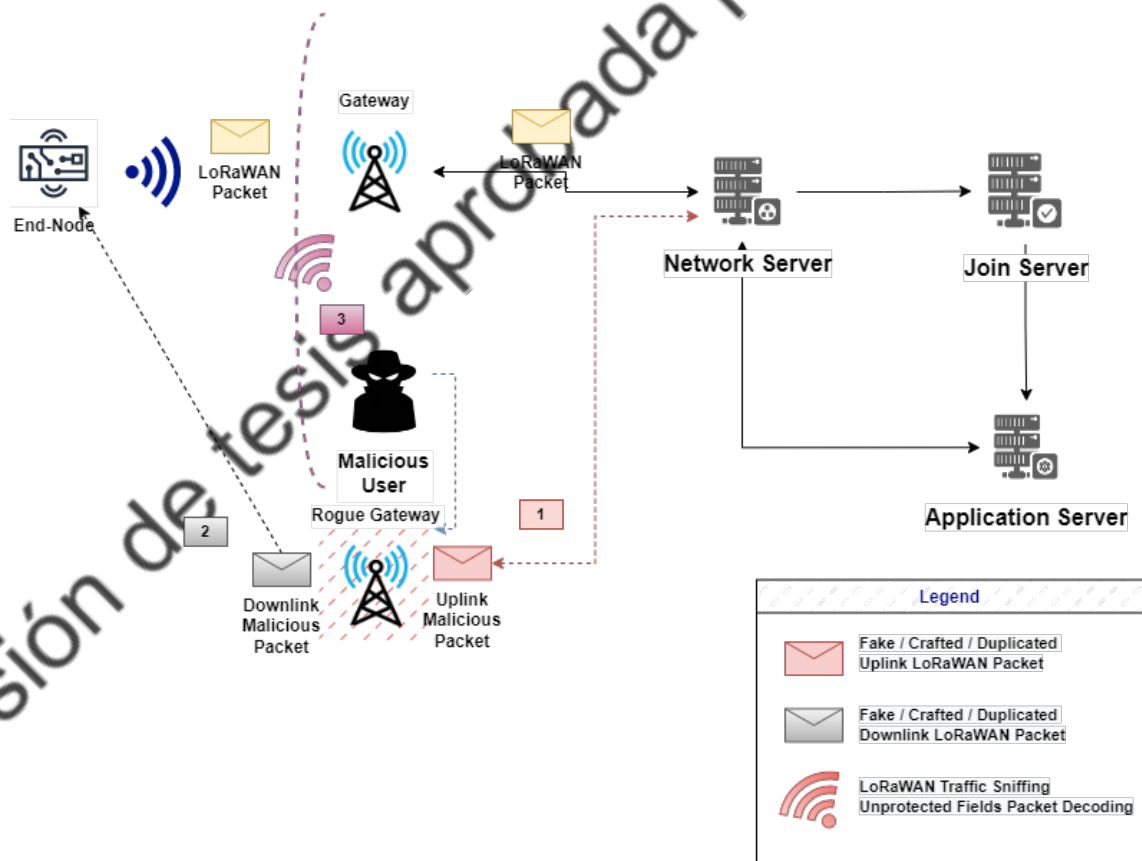 Gateway
LoRaWAN
Packet
LoRaWAN
Packet
End-Node
Network Server
Join Server
3
Malicious
User
Rogue Gateway
1
2
Application Server
Downlink
Malicious
Packet
Uplink
Malicious
Packet
Legend
Fake / Crafted / Duplicated
Uplink LoRaWAN Packet
Fake / Crafted / Duplicated
Downlink LoRaWAN Packet
LoRaWAN Traffic Sniffing
Unprotected Fields Packet Decoding
sión de tesis aprobada